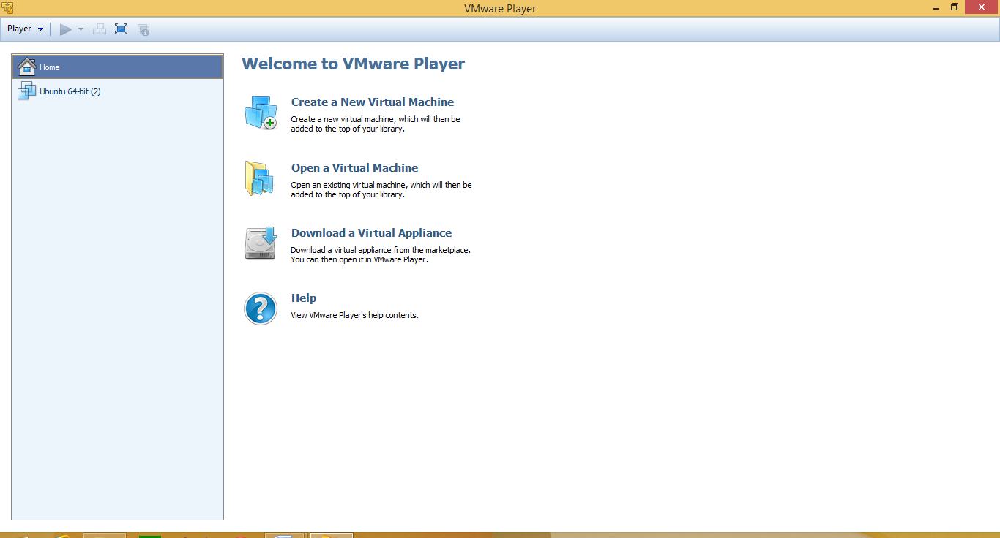 VMware Player
Player
Home
Ubuntu 64-bit (2)
Welcome to VMware Player
Create a New Virtual Machine
Create a new virtual machine, which will then be
added to the top of your library.
Open a Virtual Machine
Open an existing virtual machine, which will then be
added to the top of your library.
Download a Virtual Appliance
Download a virtual appliance from the marketplace.
You can then open it in VMware Player.
Help
View VMware Player's help contents.